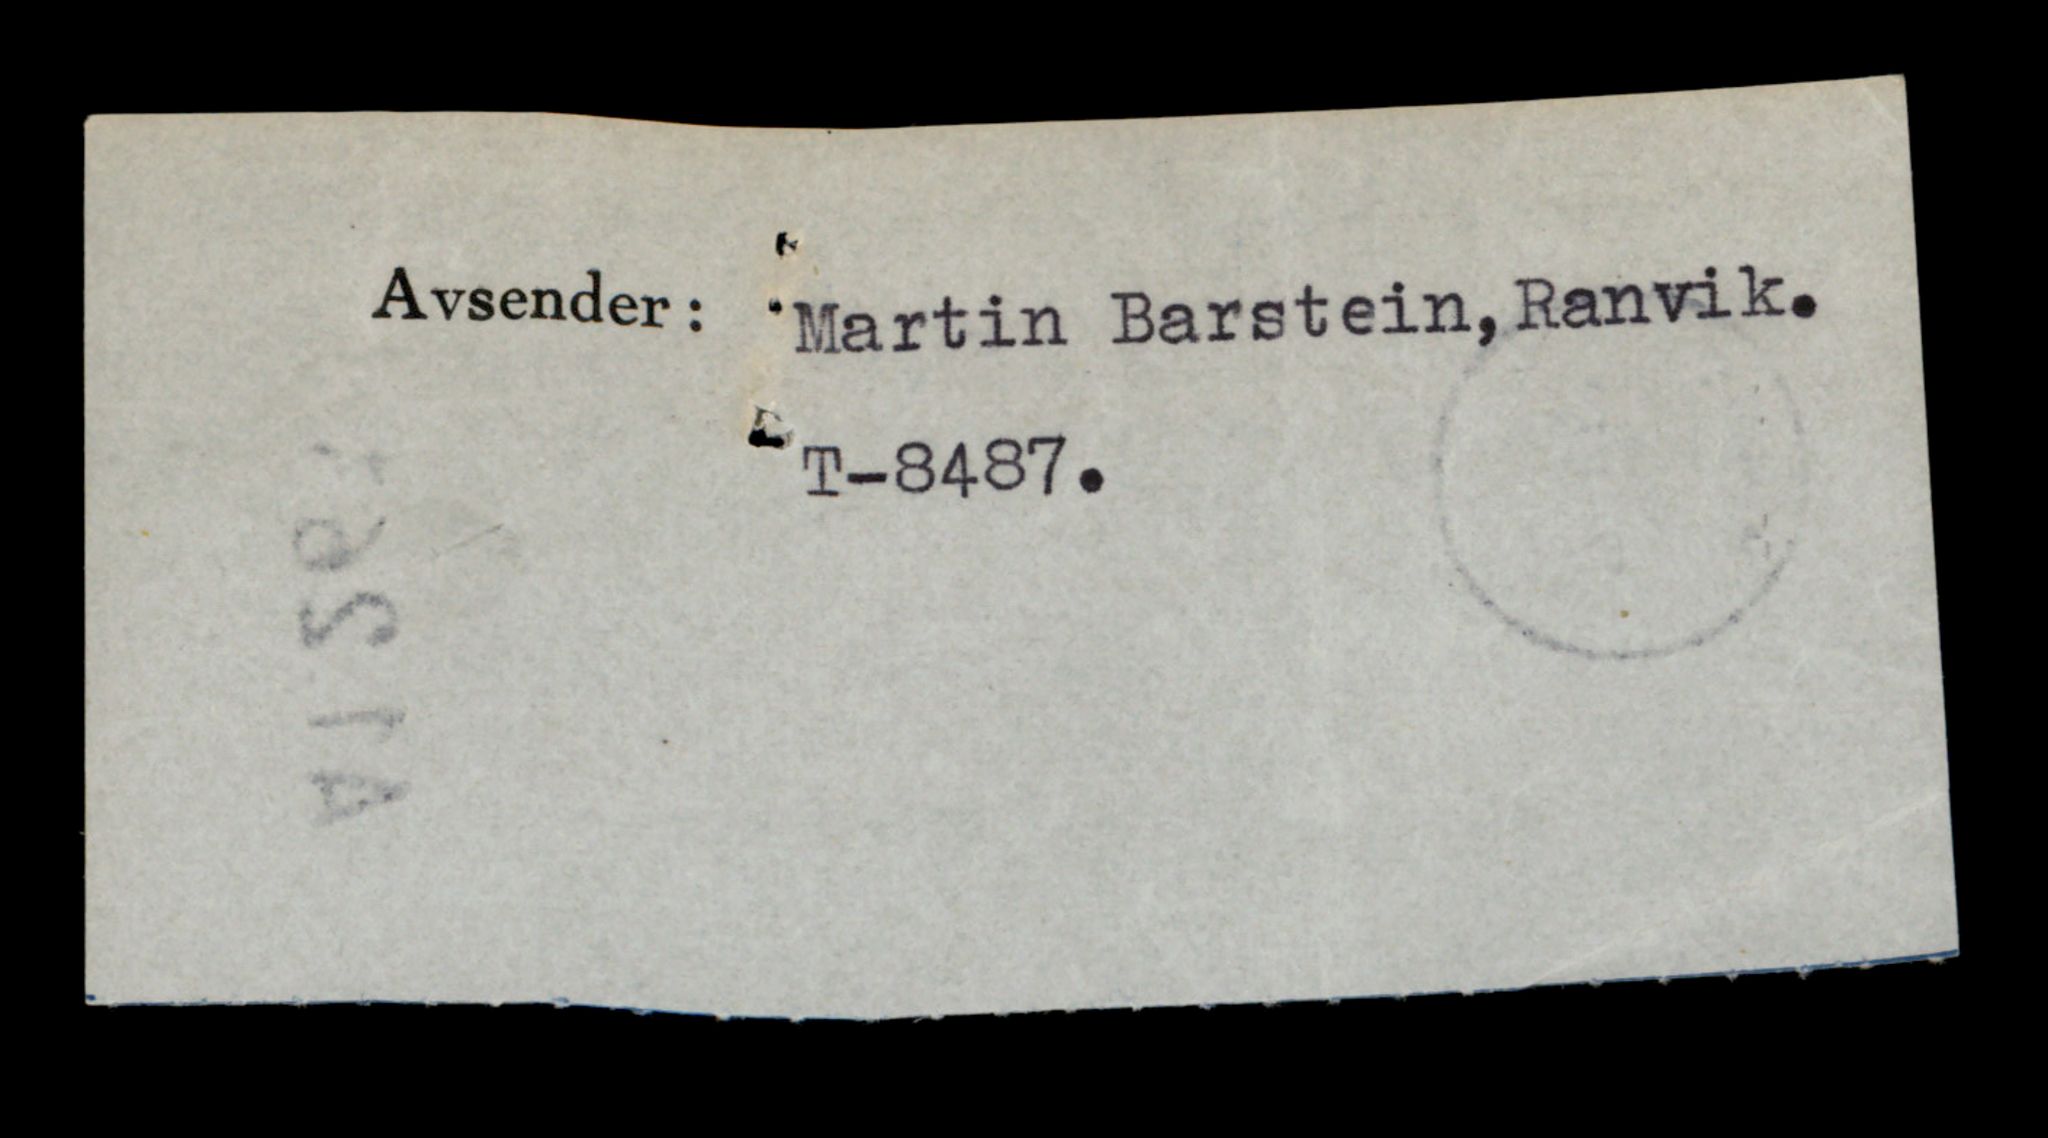 Avsender: Martin Barstein, Ranvik.
T-8487.